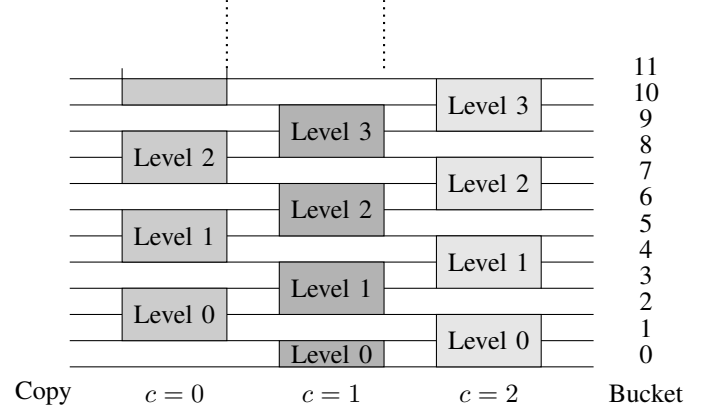 11
10
Level 3
9
Level 3
8
Level 2
7
Level 2
6
Level 2
5
Level 1
4
Level 1
3
Level 1
2
Level 0
1
Level 0
Level 0
0
Copy c = 0 c = 1 c = 2 Bucket